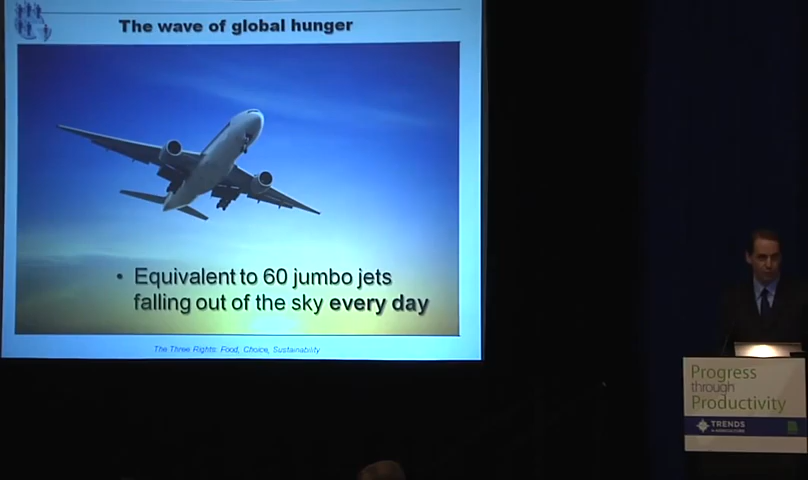 The wave of global hunger
• Equivalent to 60 jumbo jets
falling out of the sky every day
The Three Rights: Food, Choice, Sustainability
Progress
through
Productivity
TRENDS